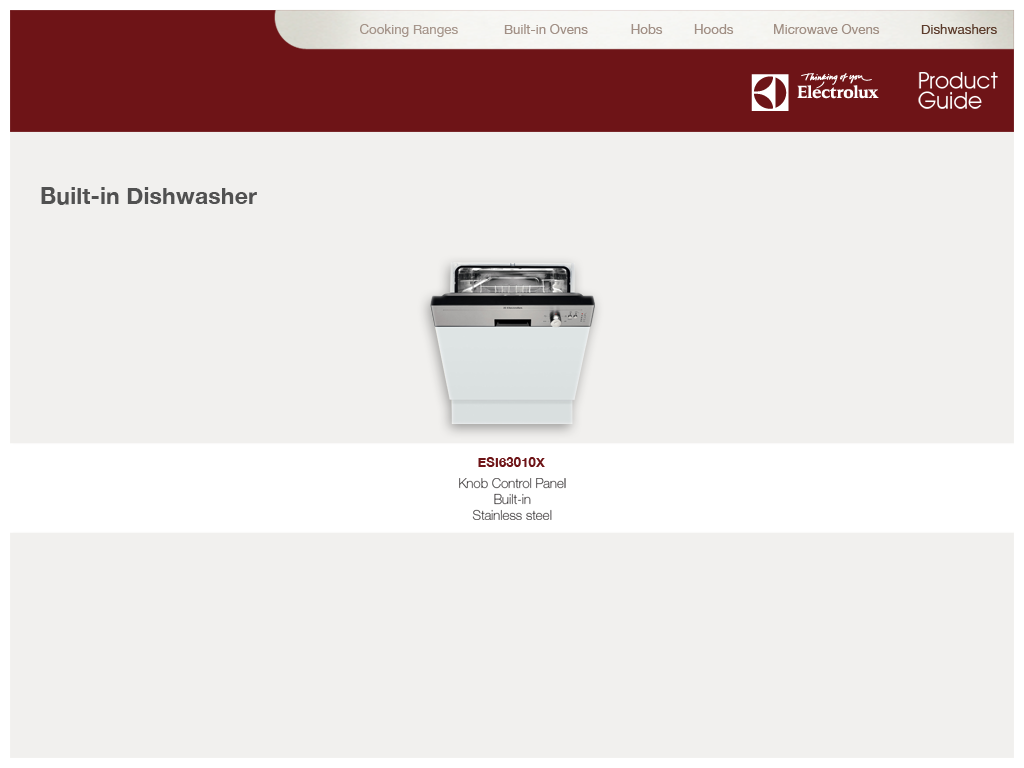 Cooking Ranges Built-in Ovens Hobs Hoods Microwave Ovens Dishwashers
Thinking of you
Electrolux
Product
Guide
Built-in Dishwasher
ESI63010X
Knob Control Panel
Built-in
Stainless steel